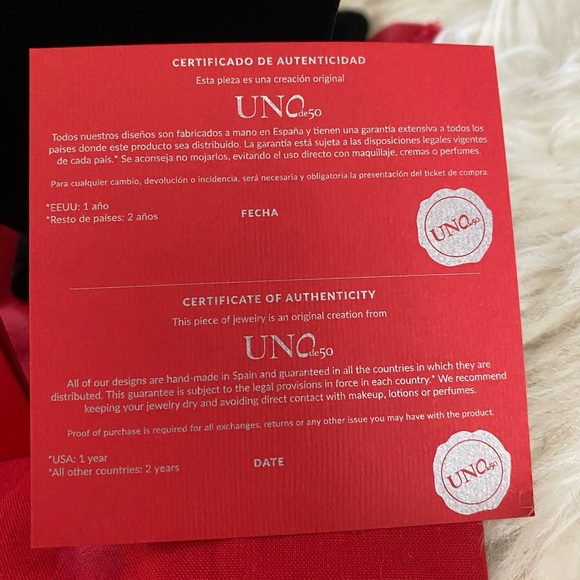 CERTIFICADO DE AUTENTICIDAD
Esta pieza es una creación original
UNOde50
Todos nuestros diseños son fabricados a mano en España y tienen una garantía extensiva a todos los
países donde este producto sea distribuido. La garantía está sujeta a las disposiciones legales vigentes
de cada país.* Se aconseja no mojarlos, evitando el uso directo con maquillaje, cremas o perfumes.
Para cualquier cambio, devolución o incidencia, será necesaria y obligatoria la presentación del ticket de compra.
*EEUU: 1 año
*Resto de países: 2 años
FECHA
UNO50
CERTIFICATE OF AUTHENTICITY
This piece of jewelry is an original creation from
UNOde50
All of our designs are hand-made in Spain and guaranteed in all the countries in which they are
distributed. This guarantee is subject to the legal provisions in force in each country.* We recommend
keeping your jewelry dry and avoiding direct contact with makeup, lotions or perfumes.
Proof of purchase is required for all exchanges, returns or any other issue you may have with the product.
*USA: 1 year
*All other countries: 2 years
DATE
UNO50